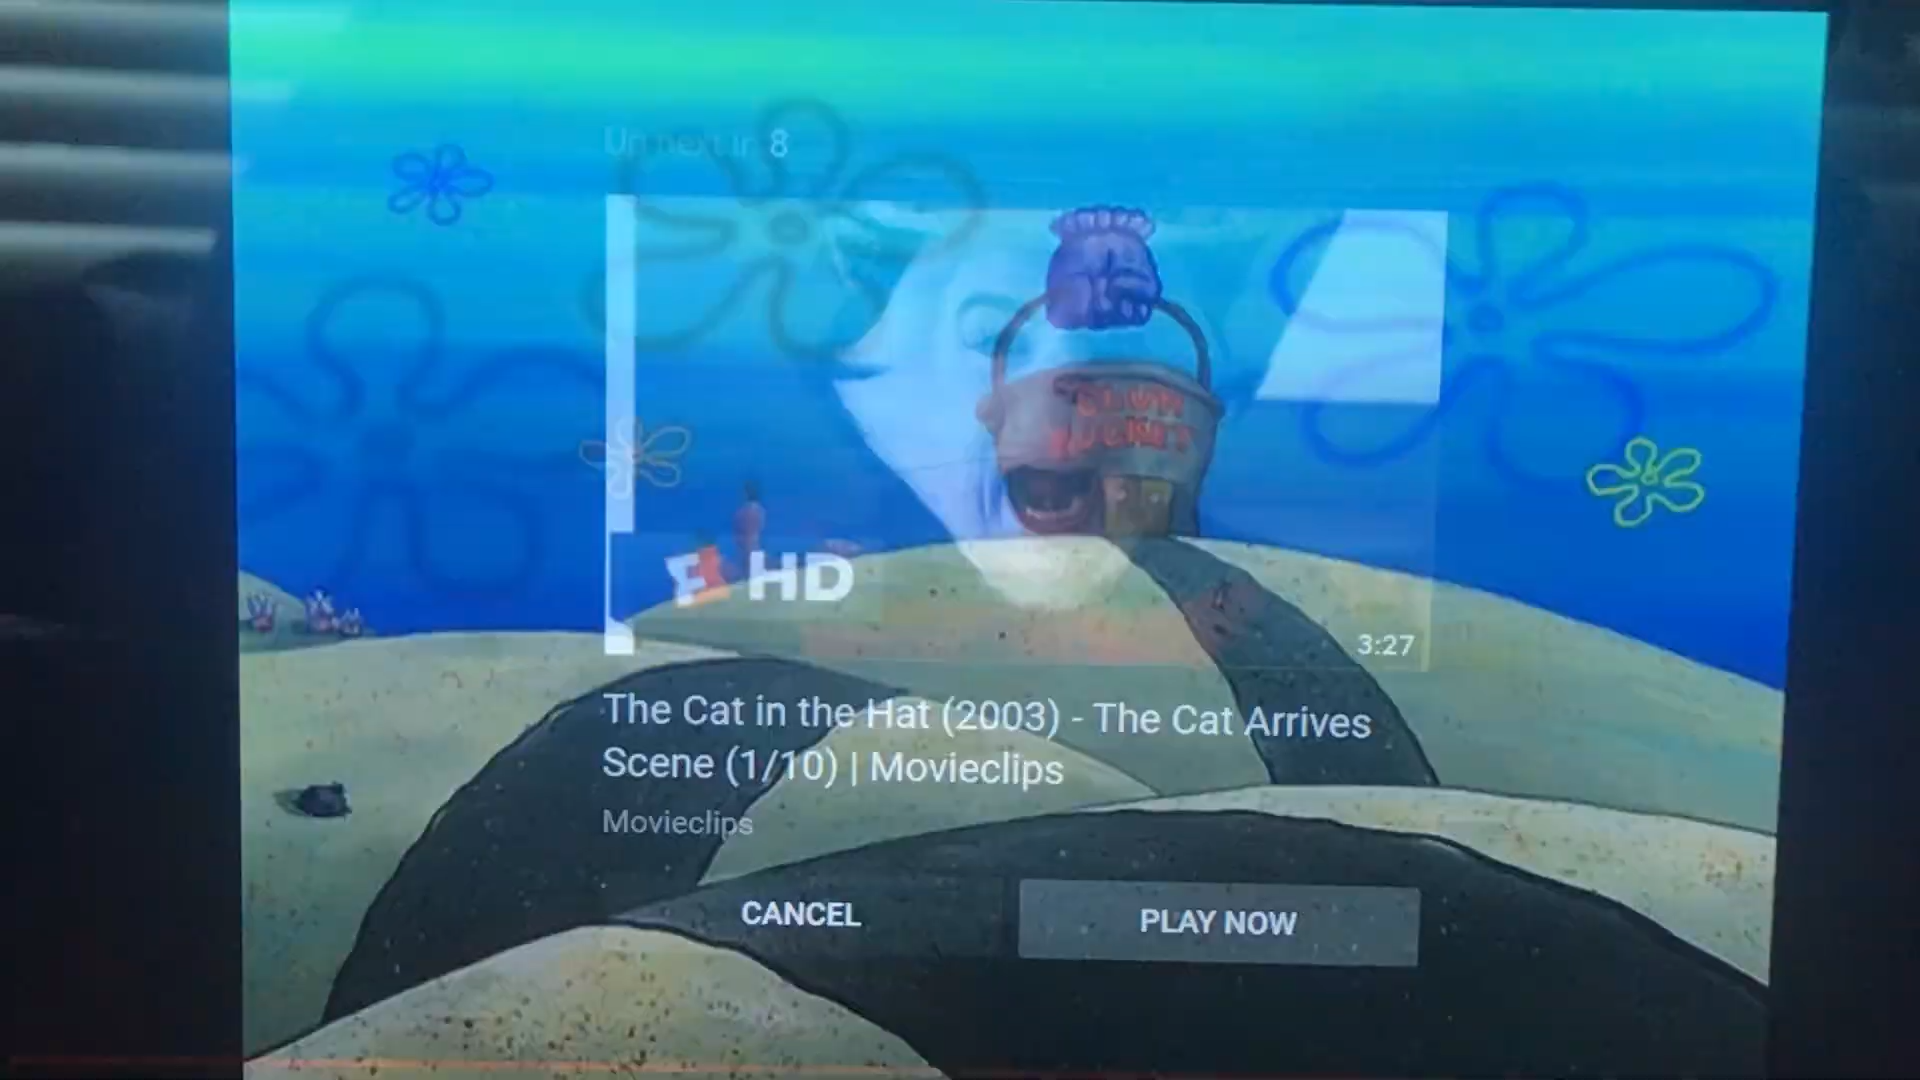 Up next in 8
HD
3:27
The Cat in the Hat (2003) - The Cat Arrives
Scene (1/10) | Movieclips
Movieclips
CANCEL
PLAY NOW